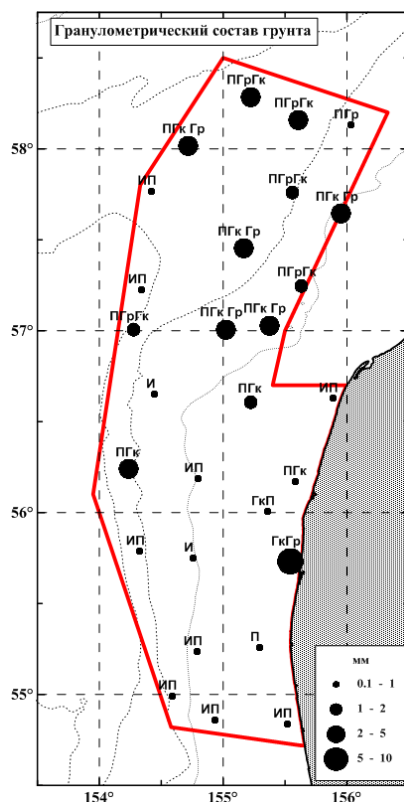 Гранулометрический состав грунта
ПГрГк
ПГрГк
ПГр
ПГк Гр
58°
ИП
ПГрГк
ПГк Гр
ПГк Гр
ИП
ПГрГк
ПГрГк
ПГк Гр
ПГк Гр
57°
И
ПГк
ИП
ПГк
ИП
ПГк
ГкП
56°
ИП
И
ГкГр
ИП
П
ИП
ИП
ИП
55°
мм
0.1 - 1
1 - 2
2 - 5
5 - 10
154°
155°
156°